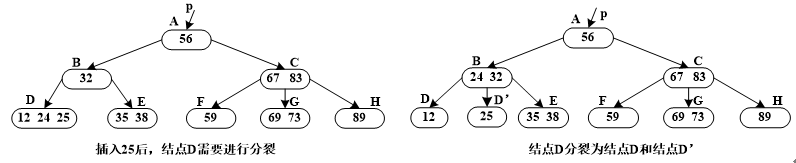 p
A
56
B
32
C
67 83
D
12 24 25
E
35 38
F
59
G
69 73
H
89
插入25后，结点D需要进行分裂
p
A
56
B
24 32
C
67 83
D
12
D’
25
E
35 38
F
59
G
69 73
H
89
结点D分裂为结点D和结点D’